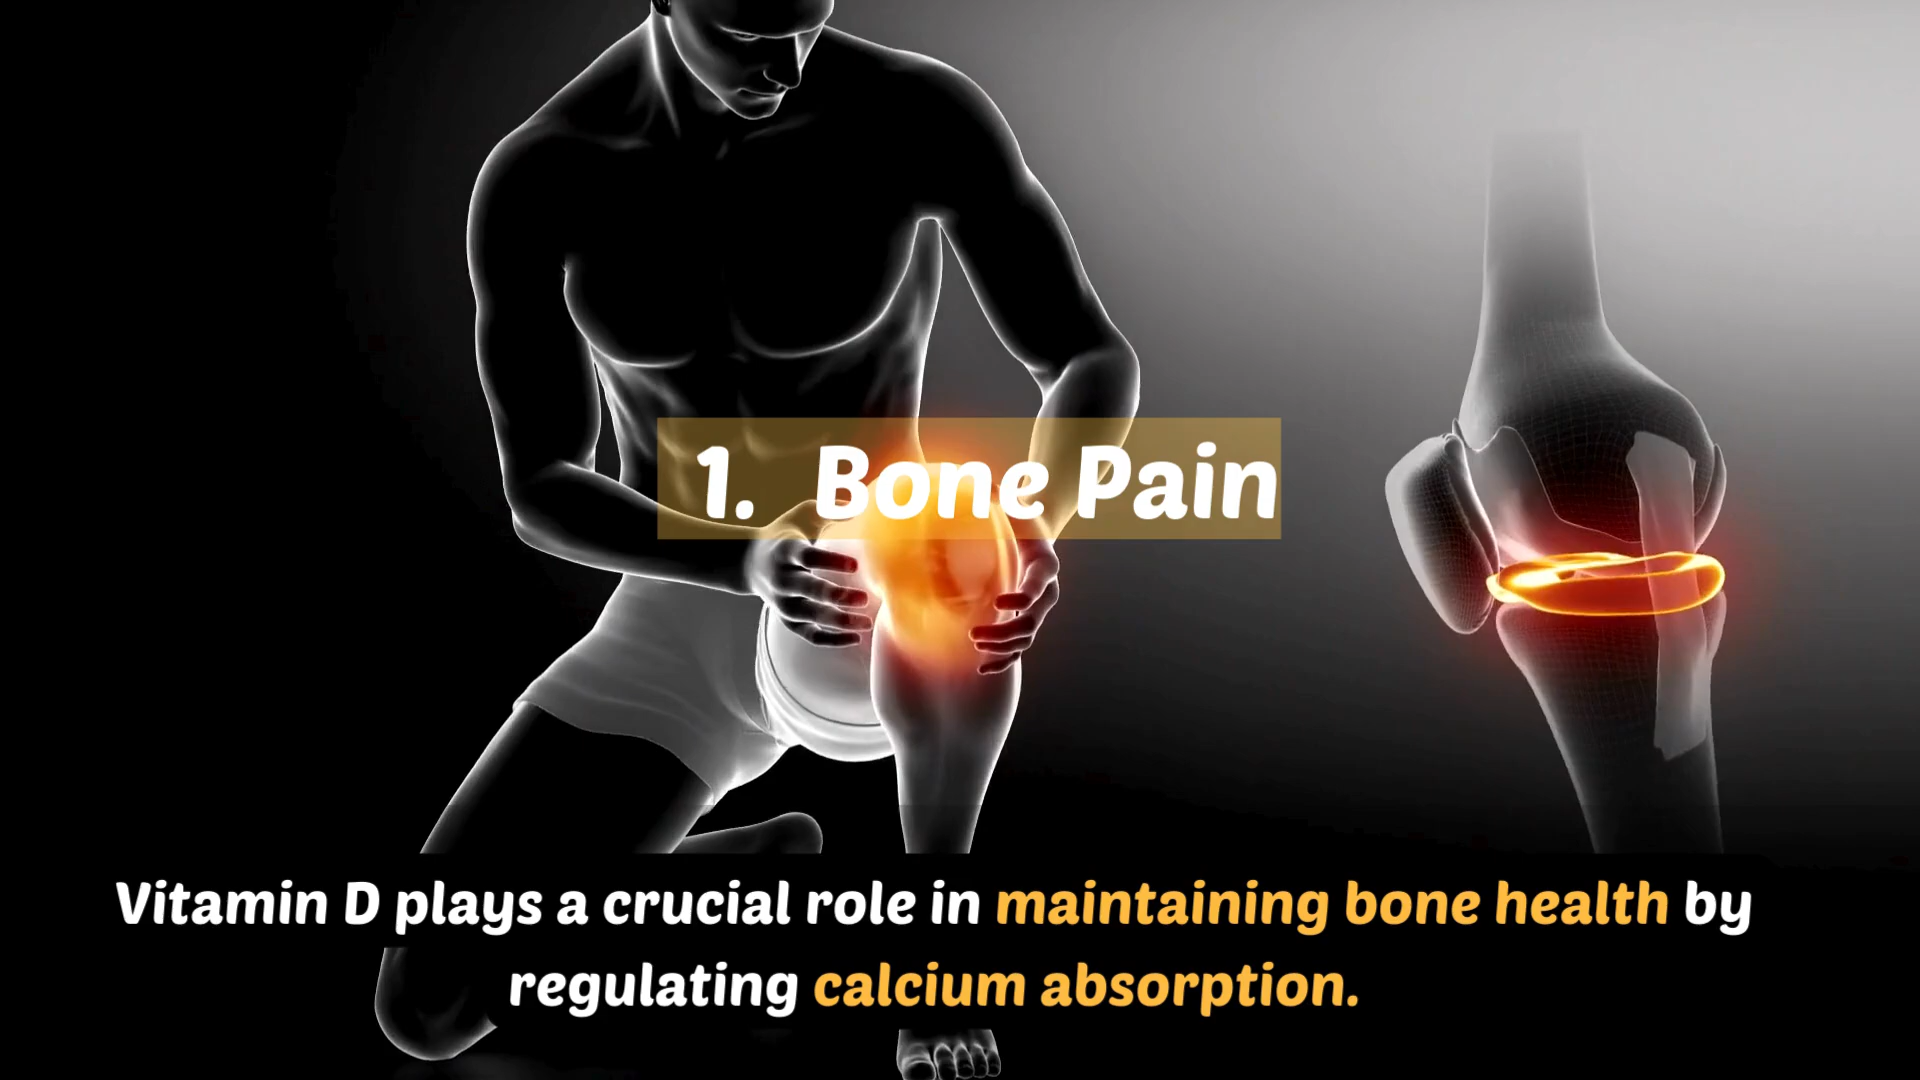 1. Bone Pain
Vitamin D plays a crucial role in maintaining bone health by
regulating calcium absorption.